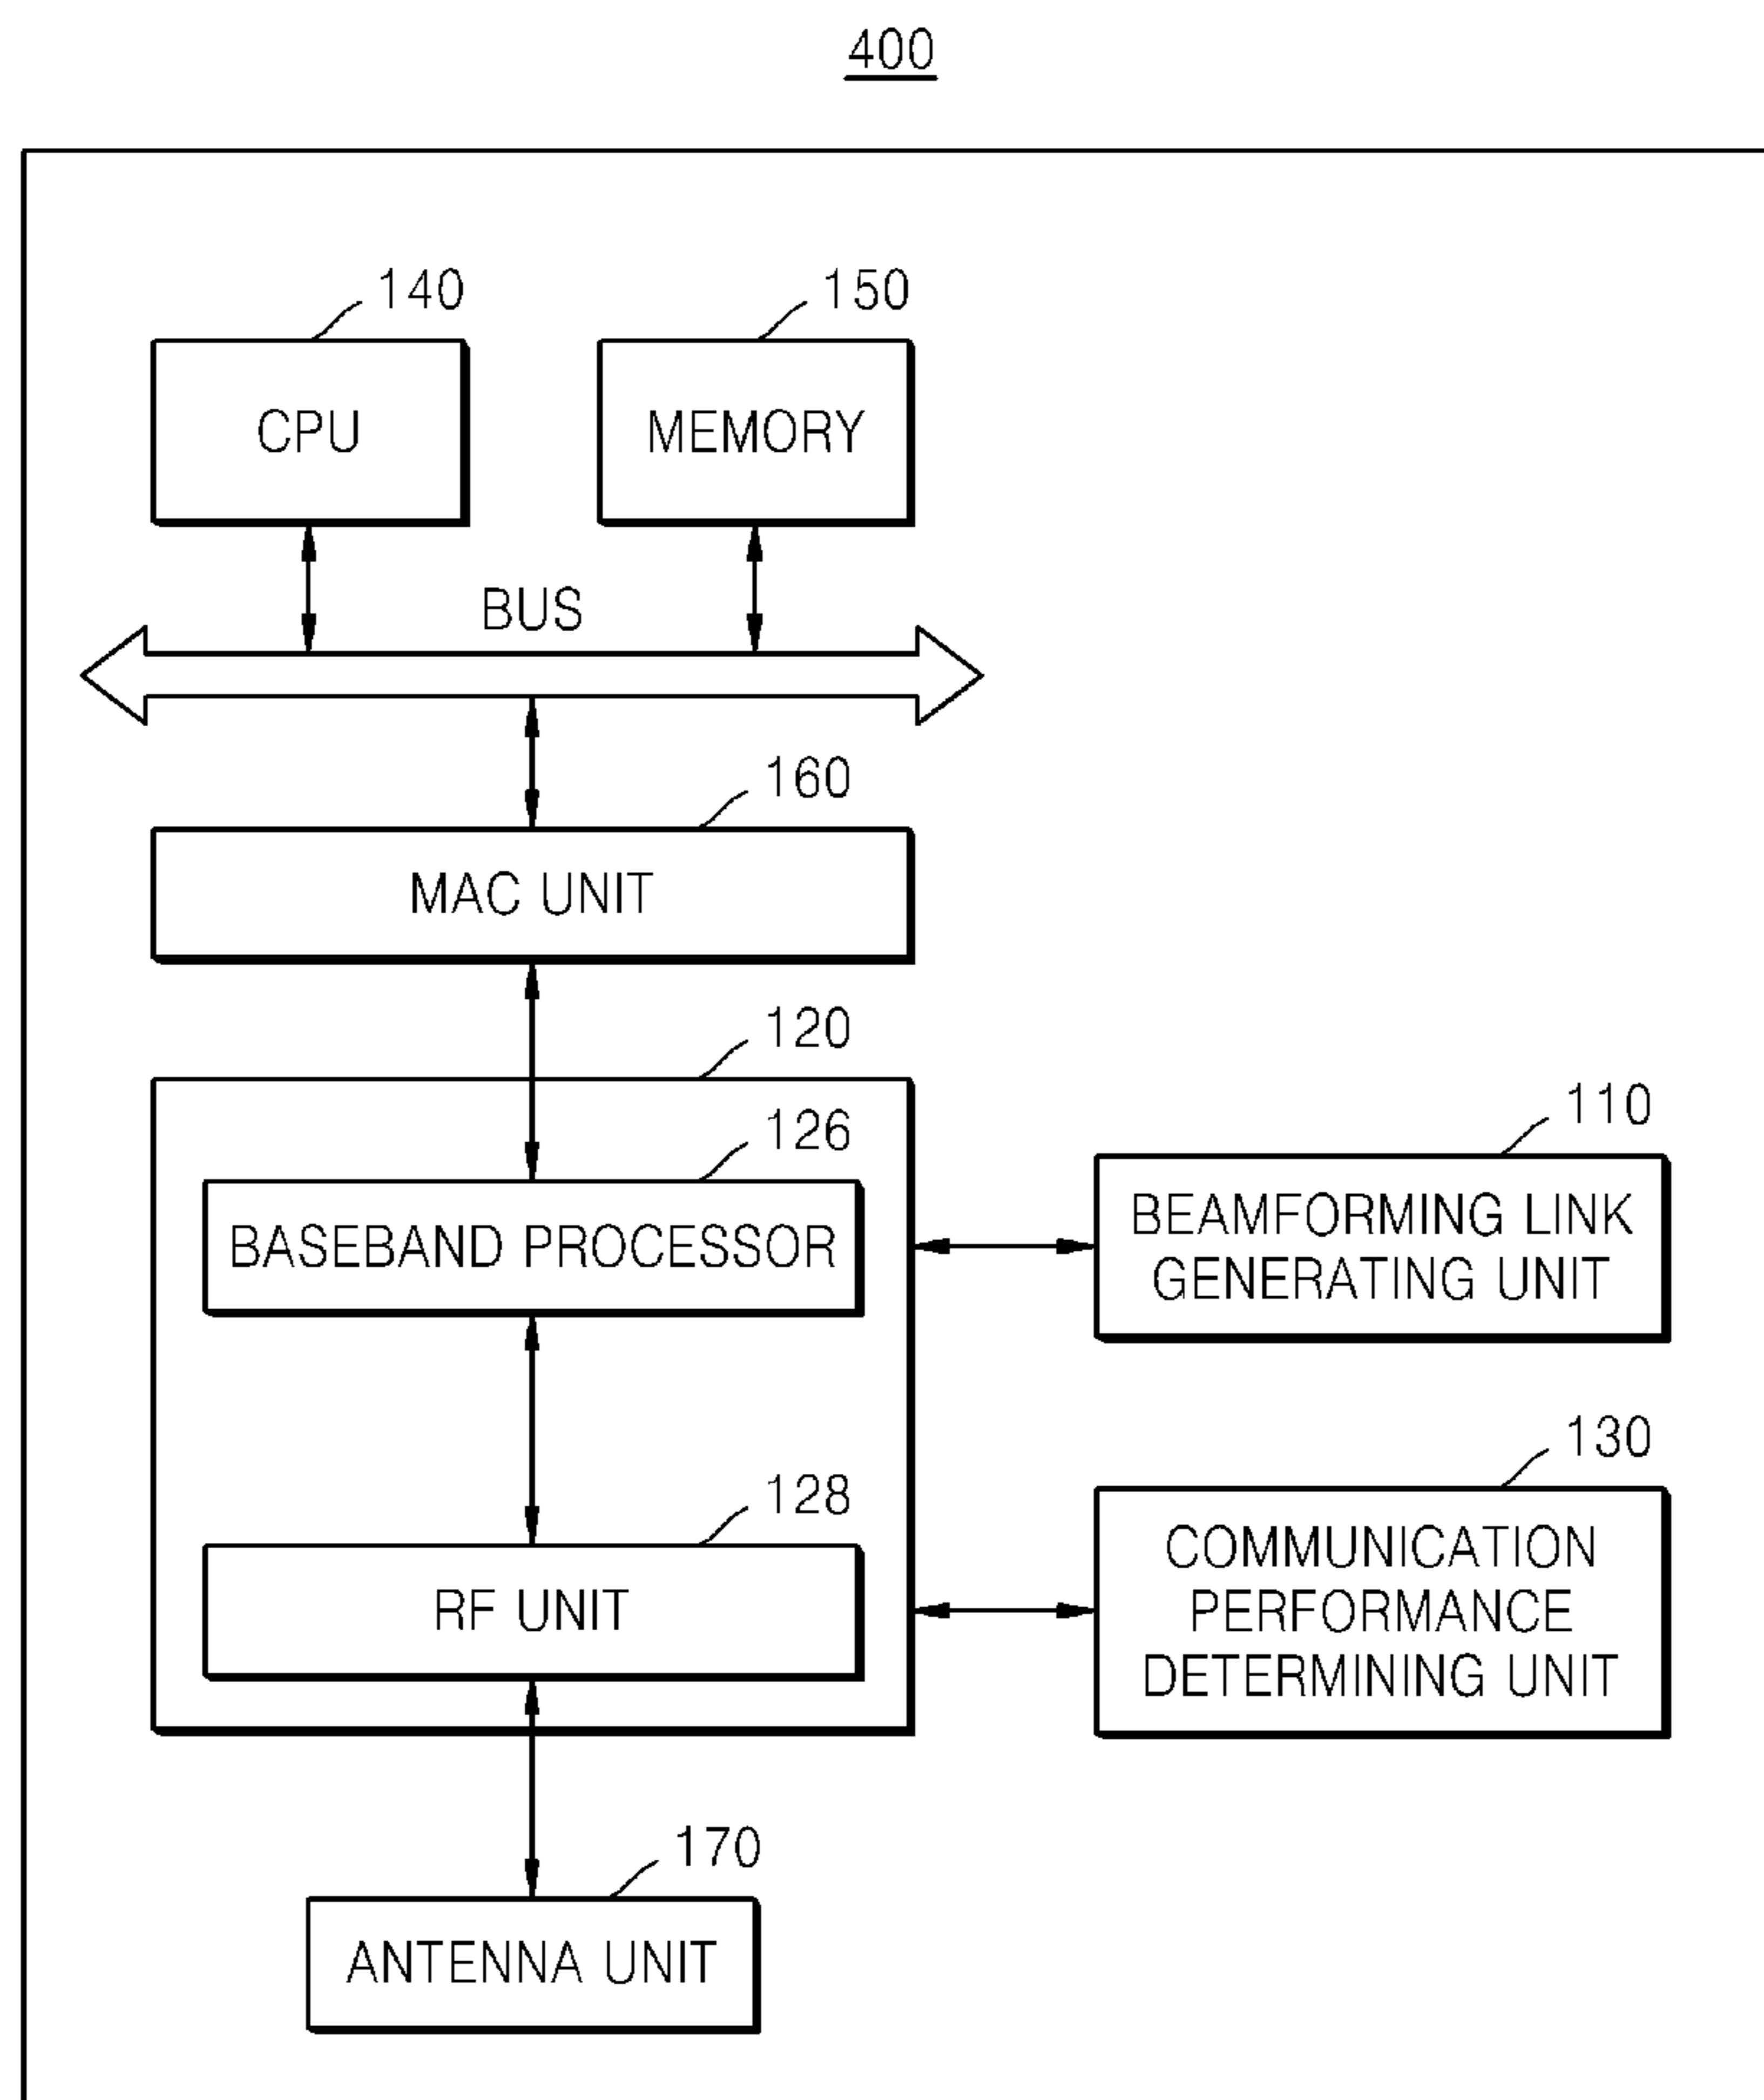 400
140
150
CPU
MEMORY
BUS
160
MAC UNIT
120
126
110
BASEBAND PROCESSOR
BEAMFORMING LINK
GENERATING UNIT
130
128
RF UNIT
COMMUNICATION
PERFORMANCE
DETERMINING UNIT
170
ANTENNA UNIT